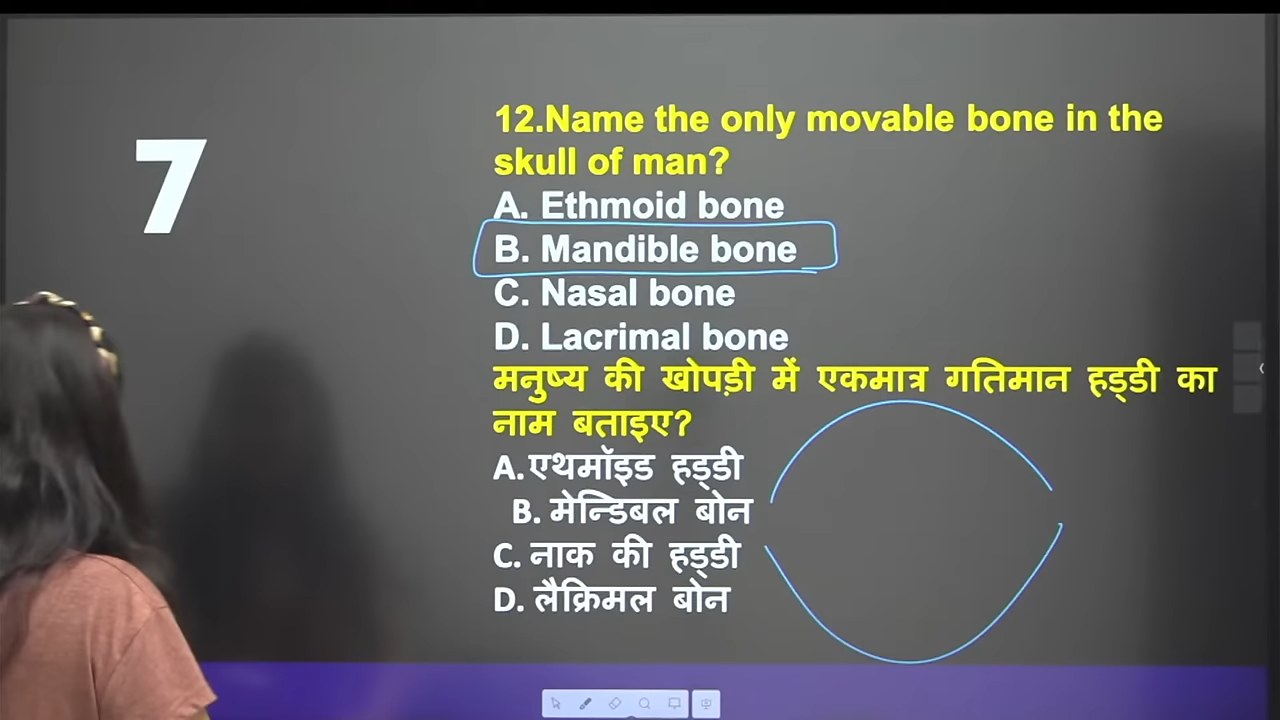 7
12.Name the only movable bone in the
skull of man?
A. Ethmoid bone
B. Mandible bone
C. Nasal bone
D. Lacrimal bone
मनुष्य की खोपड़ी में एकमात्र गतिमान हड्डी का
नाम बताइए?
A.एथमॉइड हड्डी
B. मेन्डिबल बोन
C. नाक की हड्डी
D. लैक्रिमल बोन